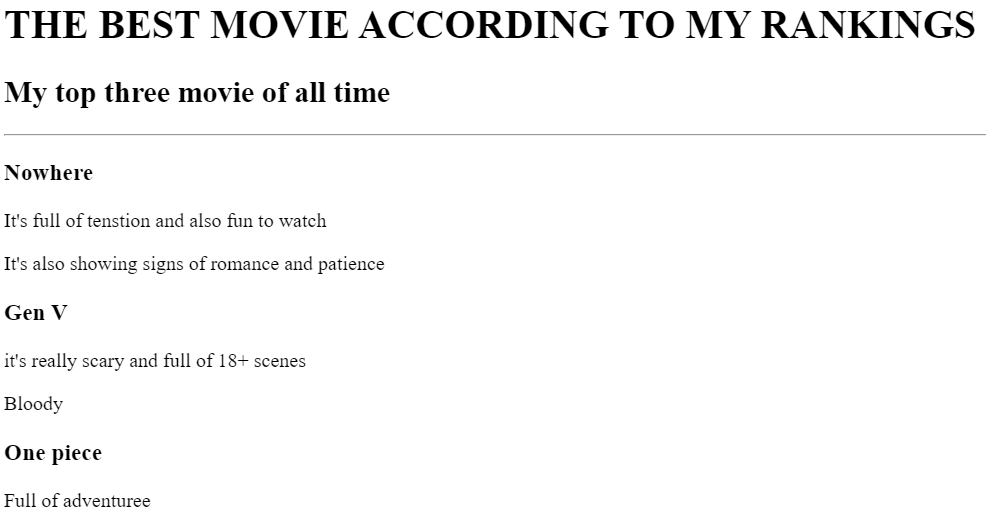 THE BEST MOVIE ACCORDING TO MY RANKINGS
My top three movie of all time
Nowhere
It's full of tenstion and also fun to watch
It's also showing signs of romance and patience
Gen V
it's really scary and full of 18+ scenes
Bloody
One piece
Full of adventuree